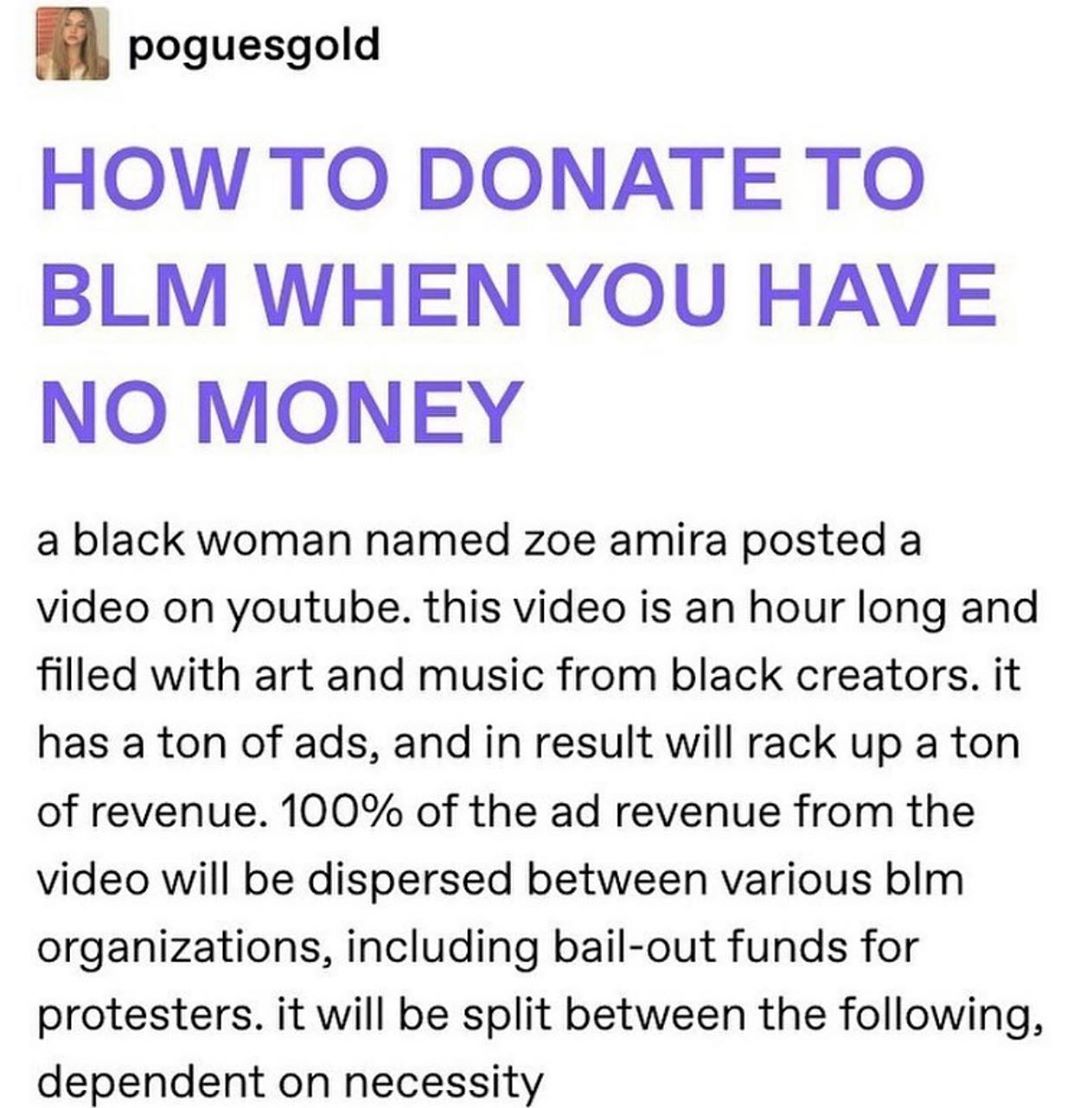 poguesgold
HOW TO DONATE TO
BLM WHEN YOU HAVE
NO MONEY
a black woman named zoe amira posted a
video on youtube. this video is an hour long and
filled with art and music from black creators. it
has a ton of ads, and in result will rack up a ton
of revenue. 100% of the ad revenue from the
video will be dispersed between various blm
organizations, including bail-out funds for
protesters. it will be split between the following,
dependent on necessity